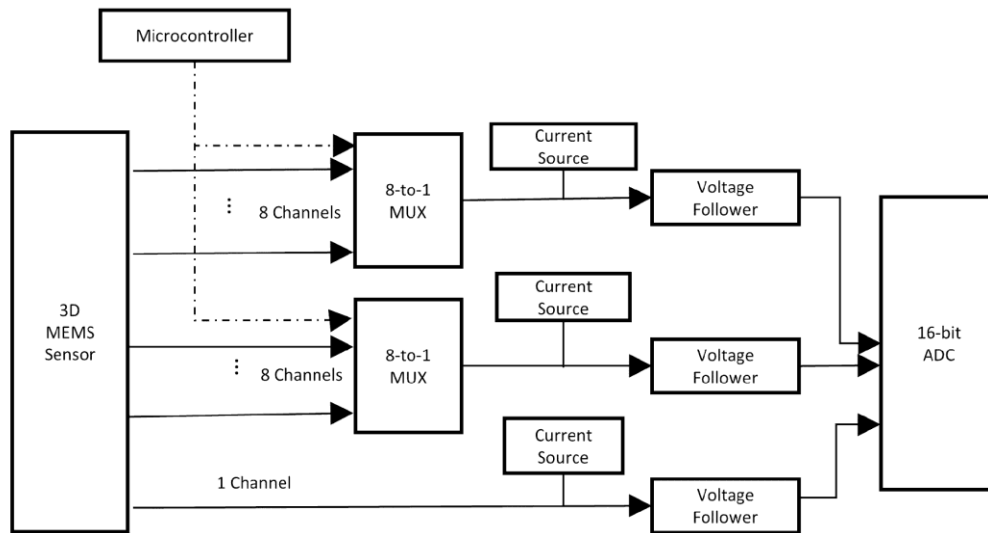 Microcontroller
3D
MEMS
Sensor
⋮ 8 Channels
8-to-1
MUX
Current
Source
Voltage
Follower
⋮ 8 Channels
8-to-1
MUX
Current
Source
Voltage
Follower
16-bit
ADC
1 Channel
Current
Source
Voltage
Follower